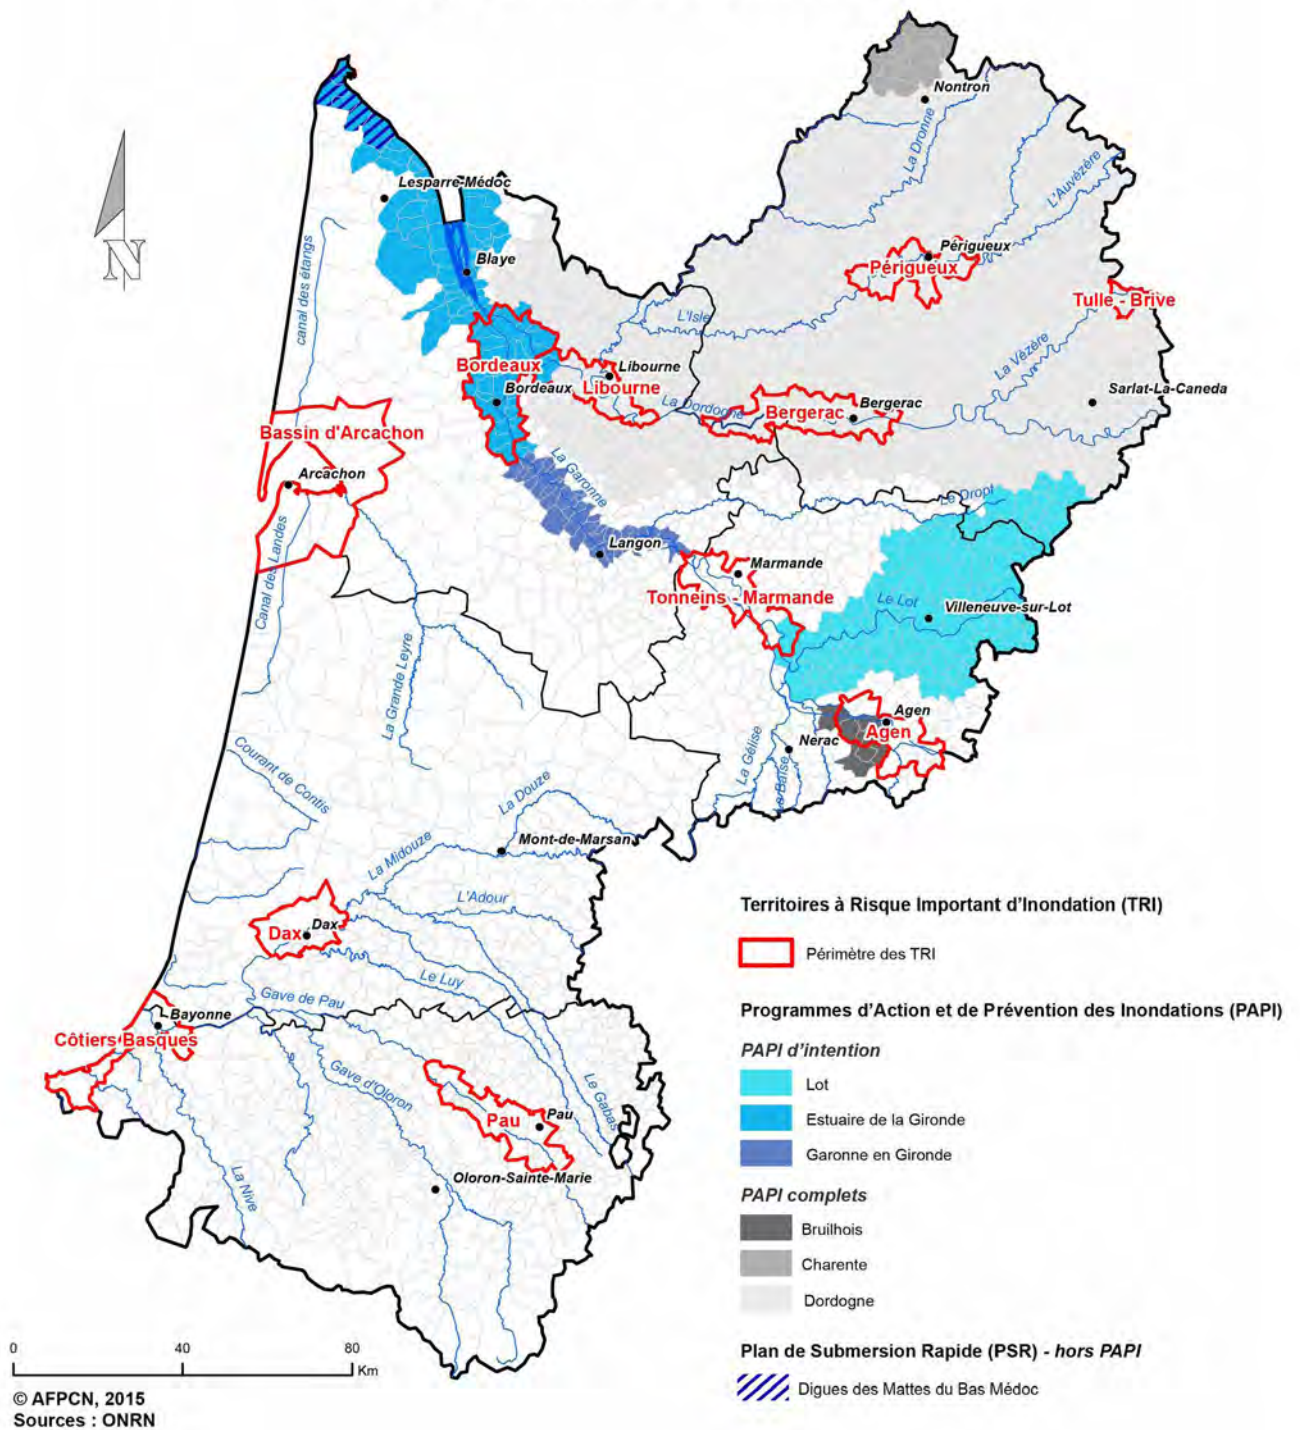 Nontron
La Dronne
L'Auvézère
Lesparre-Médoc
canal des étangs
Blaye
Périgueux
Périgueux
Tulle - Brive
L'Isle
La Vézère
Bordeaux
Bordeaux
Libourne
Libourne
La Dordogne
Bergerac
Bergerac
Sarlat-La-Caneda
Bassin d'Arcachon
Arcachon
La Garonne
Le Dropt
Langon
Canal des Landes
Marmande
Tonneins - Marmande
Le Lot
Villeneuve-sur-Lot
La Grande Leyre
Agen
Agen
Nerac
La Gélise
La Baïse
Courant de Contis
La Douze
Mont-de-Marsan
La Midouze
L'Adour
Dax
Dax
Le Luy
Gave de Pau
Bayonne
Côtiers Basques
Gave d'Oloron
Le Gabas
Pau
Pau
Oloron-Sainte-Marie
La Nive
N
Territoires à Risque Important d'Inondation (TRI)
Périmètre des TRI
Programmes d'Action et de Prévention des Inondations (PAPI)
PAPI d'intention
Lot
Estuaire de la Gironde
Garonne en Gironde
PAPI complets
Bruilhois
Charente
Dordogne
Plan de Submersion Rapide (PSR) - hors PAPI
Digues des Mattes du Bas Médoc
0 40 80
Km
© AFPCN, 2015
Sources : ONRN